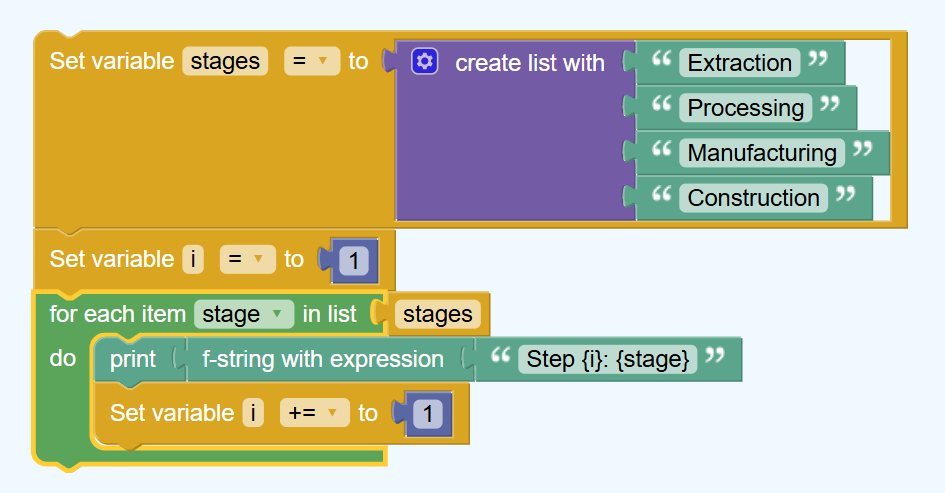 Set variable stages = to create list with “ Extraction ”
“ Processing ”
“ Manufacturing ”
“ Construction ”
Set variable i = to 1
for each item stage in list stages
do print f-string with expression “ Step {i}: {stage} ”
Set variable i += to 1